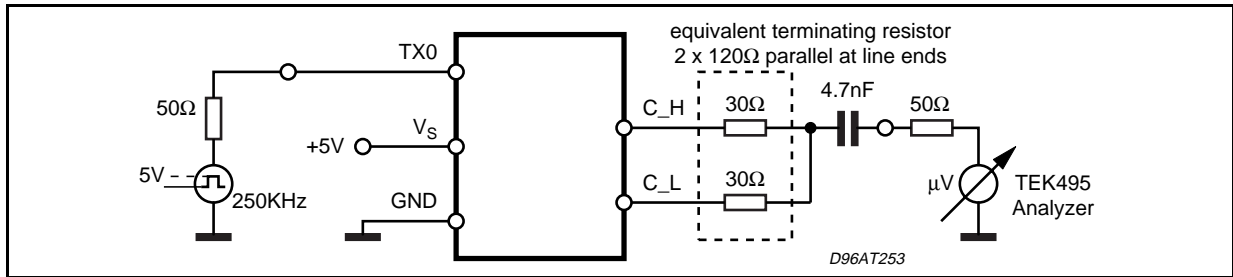 equivalent terminating resistor
2 x 120Ω parallel at line ends
TX0
50Ω
C_H
30Ω
4.7nF
50Ω
+5V
VS
5V
250KHz
GND
C_L
30Ω
µV
TEK495
Analyzer
D96AT253